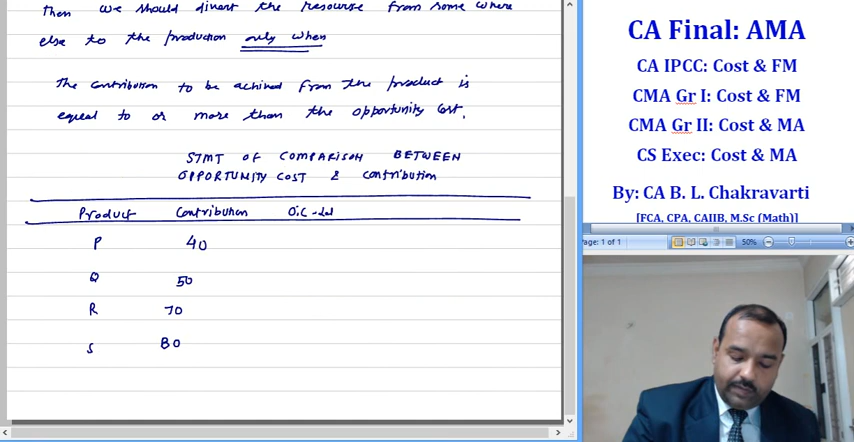 then we should divert the resourse from some where
else to the production only when
The contribution to be achived from the product is
equal to or more than the opportunity cost.
STMT OF COMPARISON BETWEEN
OPPORTUNITY COST & contribution
Product Contribution
P 40
Q 50
R 70
S 80
CA Final: AMA
CA IPCC: Cost & FM
CMA Gr I: Cost & FM
CMA Gr II: Cost & MA
CS Exec: Cost & MA
By: CA B. L. Chakravarti
[FCA, CPA, CAIIB, M.Sc (Math)]
age: 1 of 1 50%